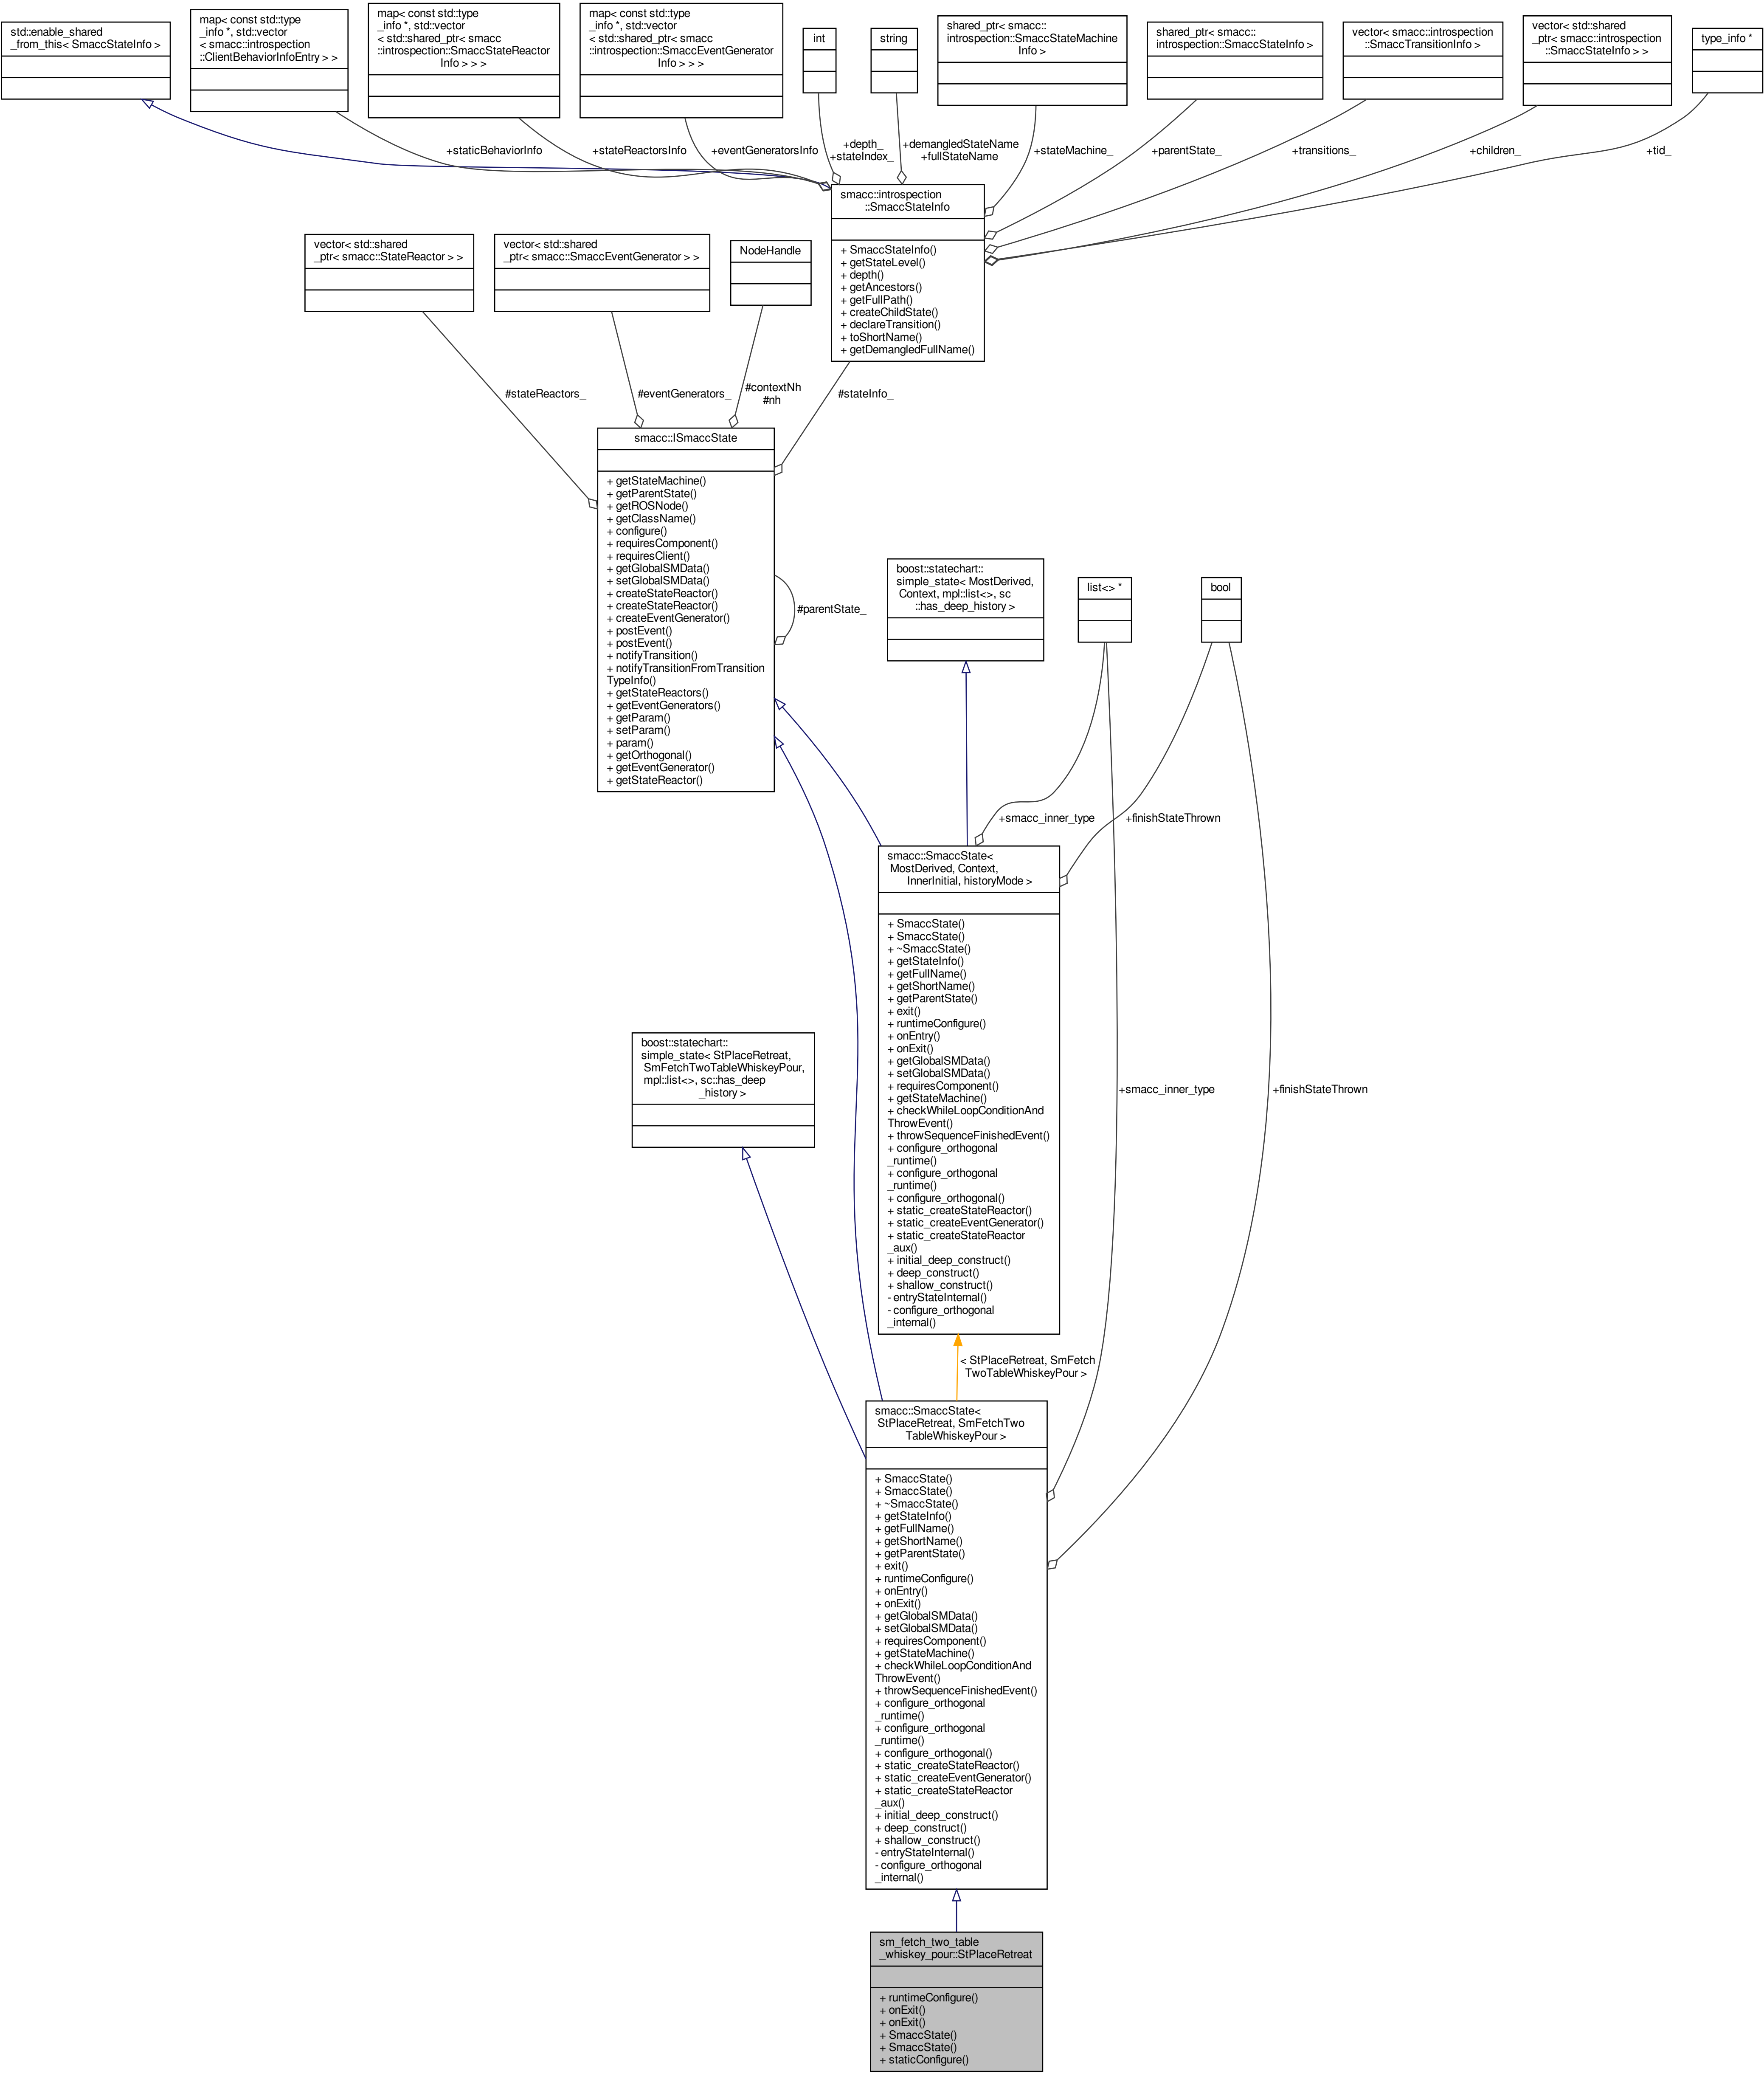 std::enable_shared
_from_this< SmaccStateInfo >
map< const std::type
_info *, std::vector
< smacc::introspection
::ClientBehaviorInfoEntry > >
map< const std::type
_info *, std::vector
< std::shared_ptr< smacc
::introspection::SmaccStateReactor
Info > > >
map< const std::type
_info *, std::vector
< std::shared_ptr< smacc
::introspection::SmaccEventGenerator
Info > > >
int
string
shared_ptr< smacc::
introspection::SmaccStateMachine
Info >
shared_ptr< smacc::
introspection::SmaccStateInfo >
vector< smacc::introspection
::SmaccTransitionInfo >
vector< std::shared
_ptr< smacc::introspection
::SmaccStateInfo > >
type_info *
+staticBehaviorInfo
+stateReactorsInfo
+eventGeneratorsInfo
+depth_
+stateIndex_
+demangledStateName
+fullStateName
+stateMachine_
+parentState_
+transitions_
+children_
+tid_
smacc::introspection
::SmaccStateInfo
+ SmaccStateInfo()
+ getStateLevel()
+ depth()
+ getAncestors()
+ getFullPath()
+ createChildState()
+ declareTransition()
+ toShortName()
+ getDemangledFullName()
vector< std::shared
_ptr< smacc::StateReactor > >
vector< std::shared
_ptr< smacc::SmaccEventGenerator > >
NodeHandle
#stateReactors_
#eventGenerators_
#contextNh
#nh
#stateInfo_
smacc::ISmaccState
+ getStateMachine()
+ getParentState()
+ getROSNode()
+ getClassName()
+ configure()
+ requiresComponent()
+ requiresClient()
+ getGlobalSMData()
+ setGlobalSMData()
+ createStateReactor()
+ createStateReactor()
+ createEventGenerator()
+ postEvent()
+ postEvent()
+ notifyTransition()
+ notifyTransitionFromTransition
TypeInfo()
+ getStateReactors()
+ getEventGenerators()
+ getParam()
+ setParam()
+ param()
+ getOrthogonal()
+ getEventGenerator()
+ getStateReactor()
#parentState_
boost::statechart::
simple_state< MostDerived,
Context, mpl::list<>, sc
::has_deep_history >
list<> *
bool
+smacc_inner_type
+finishStateThrown
smacc::SmaccState<
MostDerived, Context,
InnerInitial, historyMode >
+ SmaccState()
+ SmaccState()
+ ~SmaccState()
+ getStateInfo()
+ getFullName()
+ getShortName()
+ getParentState()
+ exit()
+ runtimeConfigure()
+ onEntry()
+ onExit()
+ getGlobalSMData()
+ setGlobalSMData()
+ requiresComponent()
+ getStateMachine()
+ checkWhileLoopConditionAnd
ThrowEvent()
+ throwSequenceFinishedEvent()
+ configure_orthogonal
_runtime()
+ configure_orthogonal
_runtime()
+ configure_orthogonal()
+ static_createStateReactor()
+ static_createEventGenerator()
+ static_createStateReactor
_aux()
+ initial_deep_construct()
+ deep_construct()
+ shallow_construct()
- entryStateInternal()
- configure_orthogonal
_internal()
boost::statechart::
simple_state< StPlaceRetreat,
SmFetchTwoTableWhiskeyPour,
mpl::list<>, sc::has_deep
_history >
+smacc_inner_type
+finishStateThrown
< StPlaceRetreat, SmFetch
TwoTableWhiskeyPour >
smacc::SmaccState<
StPlaceRetreat, SmFetchTwo
TableWhiskeyPour >
+ SmaccState()
+ SmaccState()
+ ~SmaccState()
+ getStateInfo()
+ getFullName()
+ getShortName()
+ getParentState()
+ exit()
+ runtimeConfigure()
+ onEntry()
+ onExit()
+ getGlobalSMData()
+ setGlobalSMData()
+ requiresComponent()
+ getStateMachine()
+ checkWhileLoopConditionAnd
ThrowEvent()
+ throwSequenceFinishedEvent()
+ configure_orthogonal
_runtime()
+ configure_orthogonal
_runtime()
+ configure_orthogonal()
+ static_createStateReactor()
+ static_createEventGenerator()
+ static_createStateReactor
_aux()
+ initial_deep_construct()
+ deep_construct()
+ shallow_construct()
- entryStateInternal()
- configure_orthogonal
_internal()
sm_fetch_two_table
_whiskey_pour::StPlaceRetreat
+ runtimeConfigure()
+ onExit()
+ onExit()
+ SmaccState()
+ SmaccState()
+ staticConfigure()